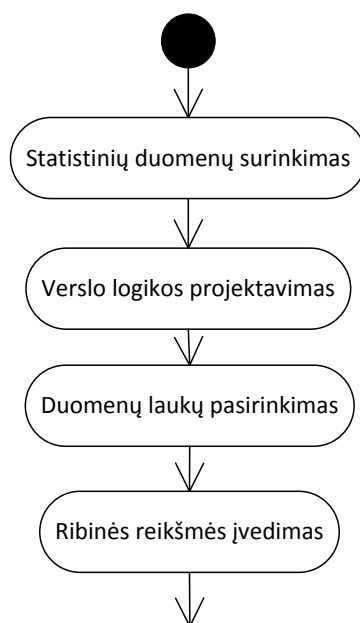 Statistinių duomenų surinkimas
Verslo logikos projektavimas
Duomenų laukų pasirinkimas
Ribinės reikšmės įvedimas